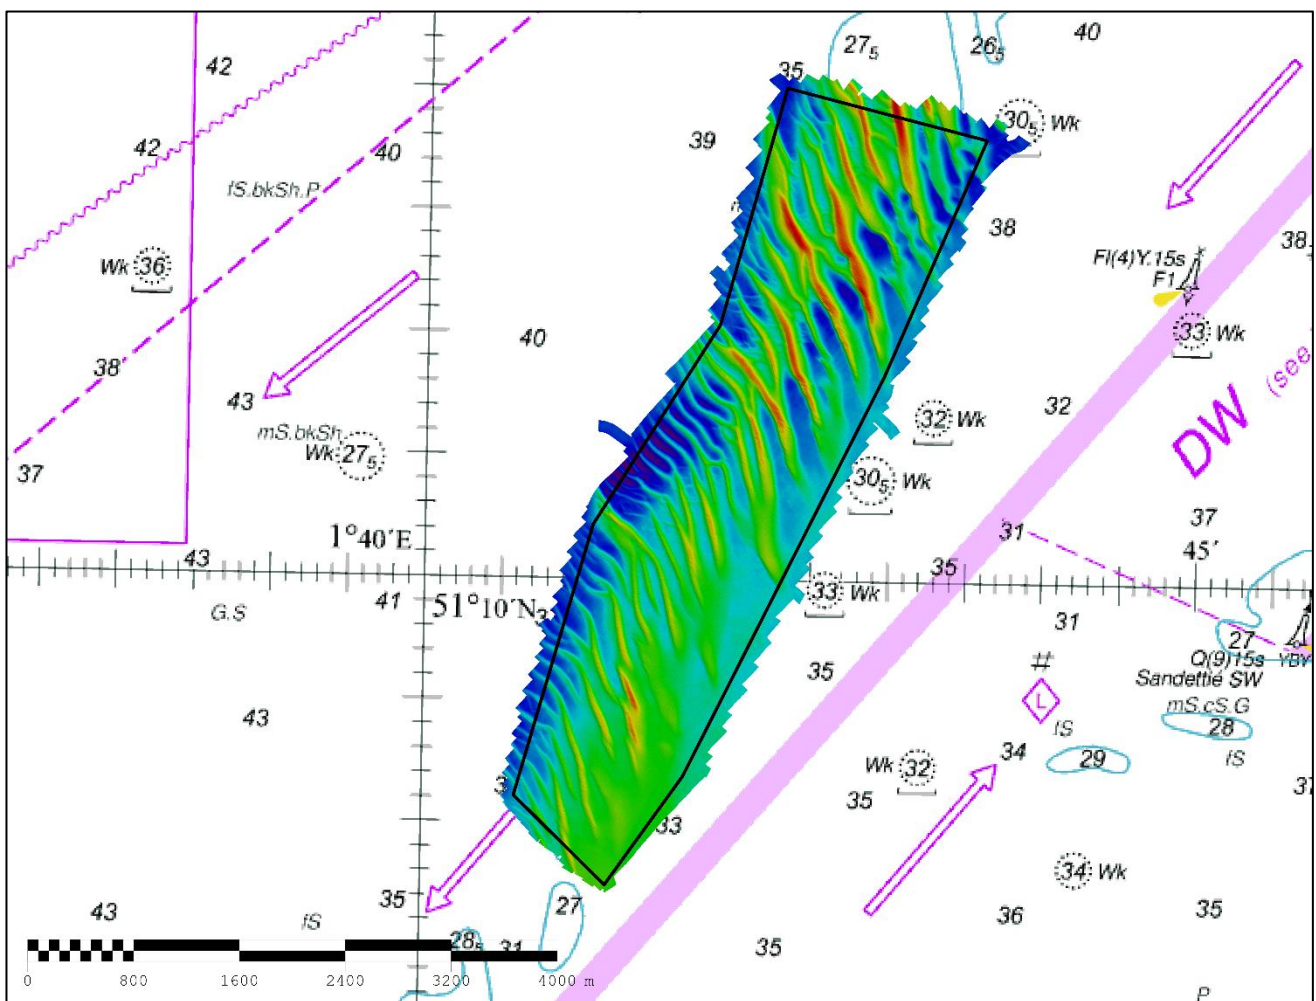 40
27₅
26₅
42
35
30₅ Wk
39
42
40
fS.bkSh.P
38
38
Fl(4)Y.15s
F1
Wk 36
33 Wk
40
38
DW (see
43
32
32 Wk
mS.bkSh
Wk 27₅
37
30₅ Wk
37
31
1°40′E
45′
43
35
41
51°10′N
33 Wk
G.S
31
27
35
#
Q(9)15s YBY
Sandettié SW
L
mS.cS.G
43
fS
28
34
29
fS
Wk 32
35
33
34 Wk
35
27
43
fS
36
35
28₅
31
35
0 800 1600 2400 3200 4000 m
P